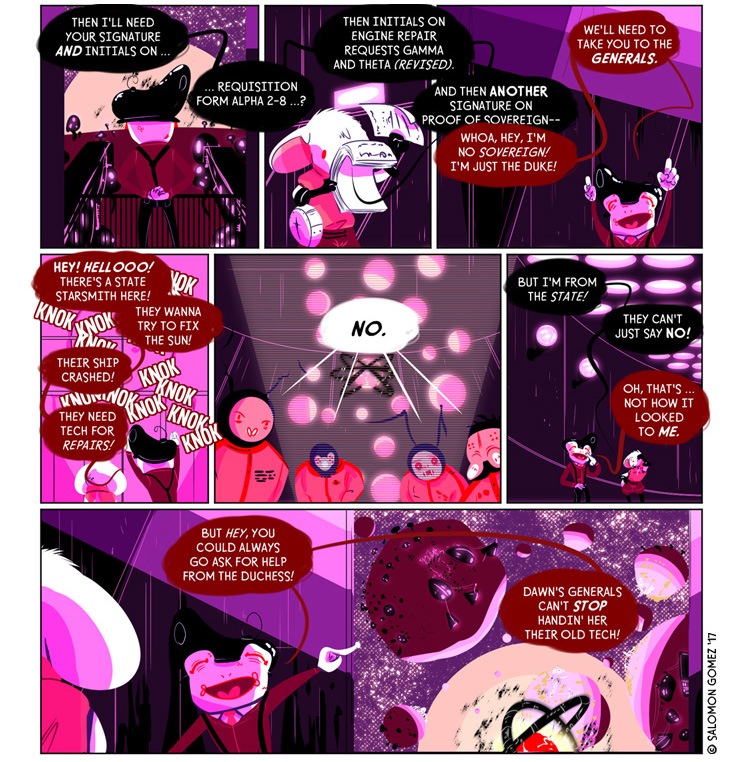 THEN I'LL NEED
YOUR SIGNATURE
AND INITIALS ON ...
... REQUISITION
FORM ALPHA 2-8 ...?
THEN INITIALS ON
ENGINE REPAIR
REQUESTS GAMMA
AND THETA (REVISED).
AND THEN ANOTHER
SIGNATURE ON
PROOF OF SOVEREIGN--
WHOA, HEY, I'M
NO SOVEREIGN!
I'M JUST THE DUKE!
WE'LL NEED TO
TAKE YOU TO THE
GENERALS.
HEY! HELLOOO!
THERE'S A STATE
STARSMITH HERE!
THEY WANNA
TRY TO FIX
THE SUN!
THEIR SHIP
CRASHED!
THEY NEED
TECH FOR
REPAIRS!
KNOK
KNOK
KNOK
KNOK
KNOK
KNOK
KNOK
KNOK
KNOK
KNOK
NO.
BUT I'M FROM
THE STATE!
THEY CAN'T
JUST SAY NO!
OH, THAT'S ...
NOT HOW IT
LOOKED
TO ME.
BUT HEY, YOU
COULD ALWAYS
GO ASK FOR HELP
FROM THE DUCHESS!
DAWN'S GENERALS
CAN'T STOP
HANDIN' HER
THEIR OLD TECH!
© SALOMON GOMEZ '17